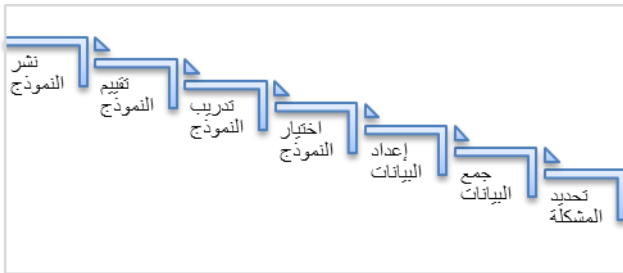 تحديد
المشكلة
جمع
البيانات
إعداد
البيانات
اختيار
النموذج
تدريب
النموذج
تقييم
النموذج
نشر
النموذج